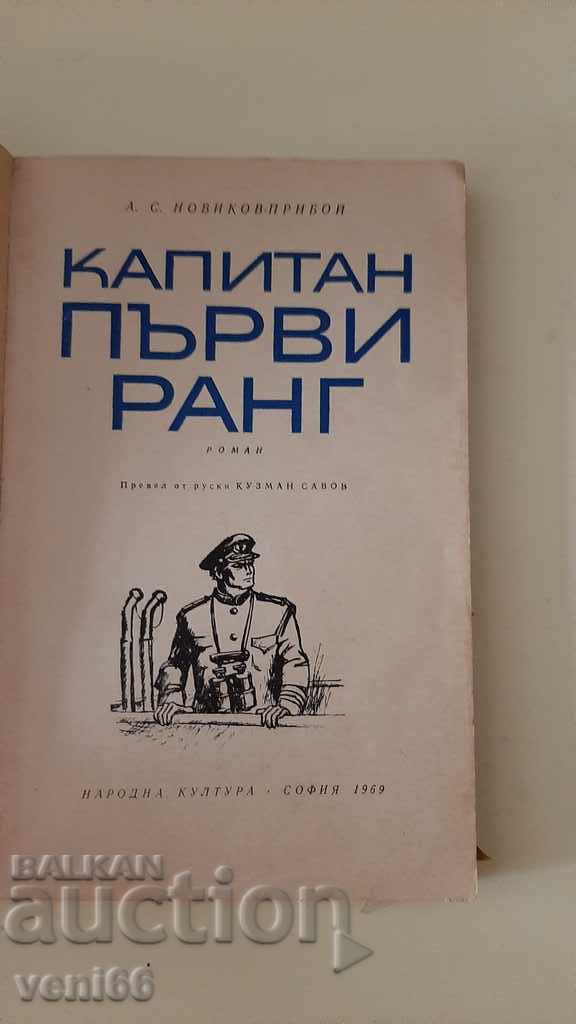 А. С. НОВИКОВ-ПРИБОЙ
КАПИТАН
ПЪРВИ
РАНГ
РОМАН
Превел от руски КУЗМАН САВОВ
НАРОДНА КУЛТУРА · СОФИЯ 1969
BALKAN
auction
veni66